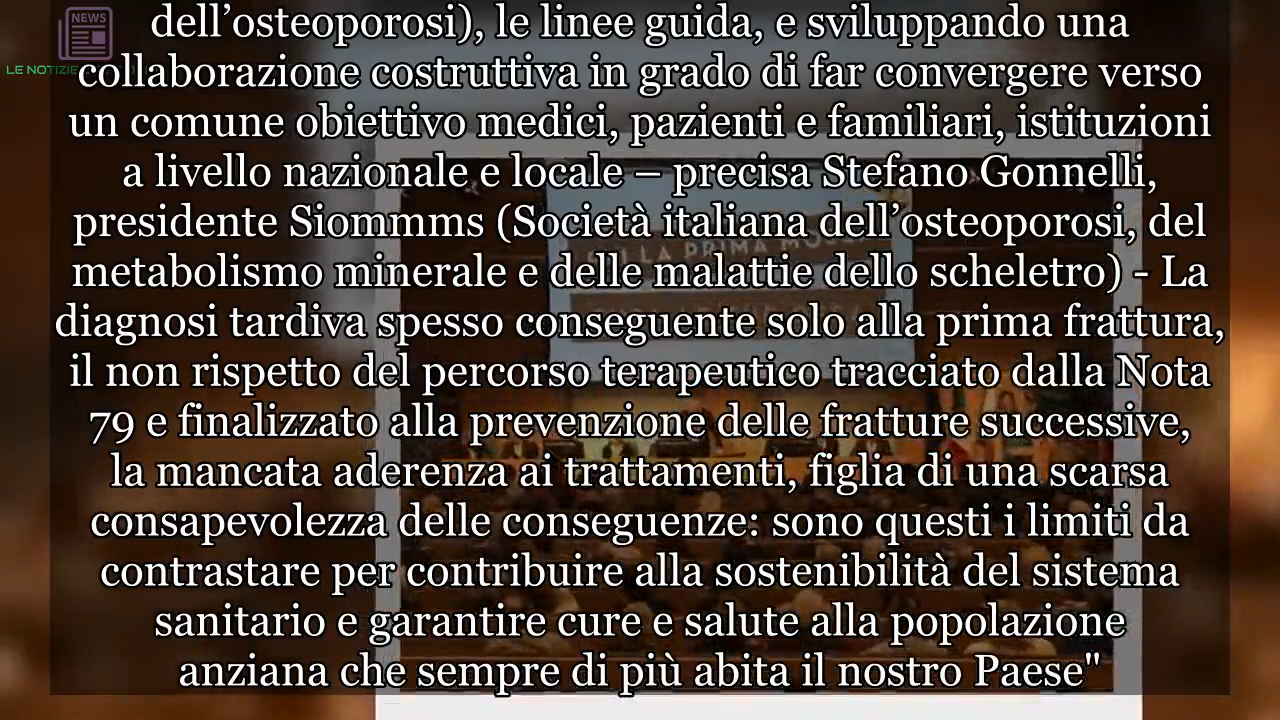 NEWS
LE NOTIZIE
dell’osteoporosi), le linee guida, e sviluppando una
collaborazione costruttiva in grado di far convergere verso
un comune obiettivo medici, pazienti e familiari, istituzioni
a livello nazionale e locale – precisa Stefano Gonnelli,
presidente Siommms (Società italiana dell’osteoporosi, del
metabolismo minerale e delle malattie dello scheletro) - La
diagnosi tardiva spesso conseguente solo alla prima frattura,
il non rispetto del percorso terapeutico tracciato dalla Nota
79 e finalizzato alla prevenzione delle fratture successive,
la mancata aderenza ai trattamenti, figlia di una scarsa
consapevolezza delle conseguenze: sono questi i limiti da
contrastare per contribuire alla sostenibilità del sistema
sanitario e garantire cure e salute alla popolazione
anziana che sempre di più abita il nostro Paese"